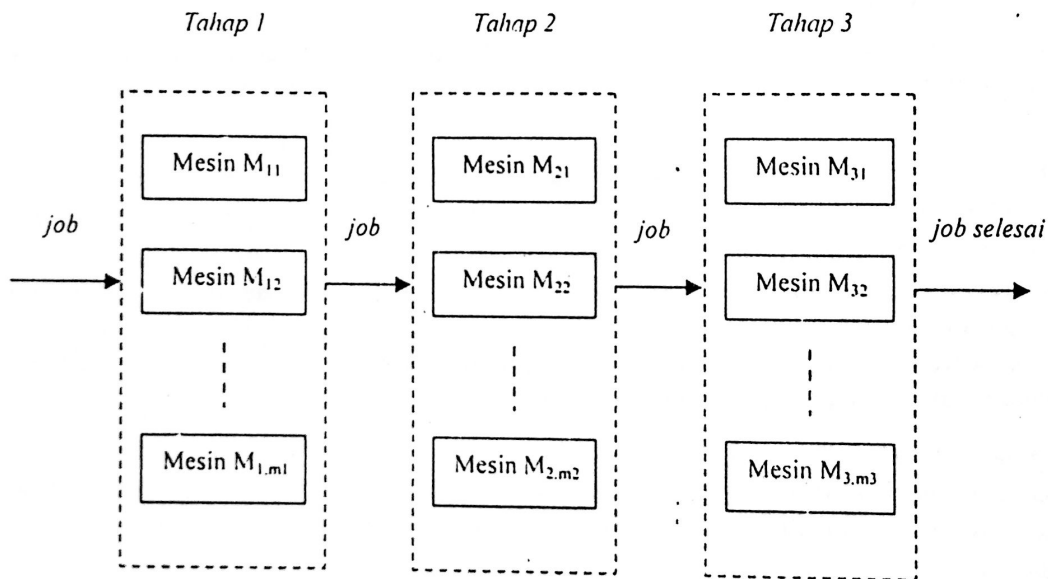 Tahap 1 Tahap 2 Tahap 3
Mesin M₁₁ Mesin M₂₁ Mesin M₃₁
job job job job selesai
Mesin M₁₂ Mesin M₂₂ Mesin M₃₂
Mesin M₁.ₘ₁ Mesin M₂.ₘ₂ Mesin M₃.ₘ₃